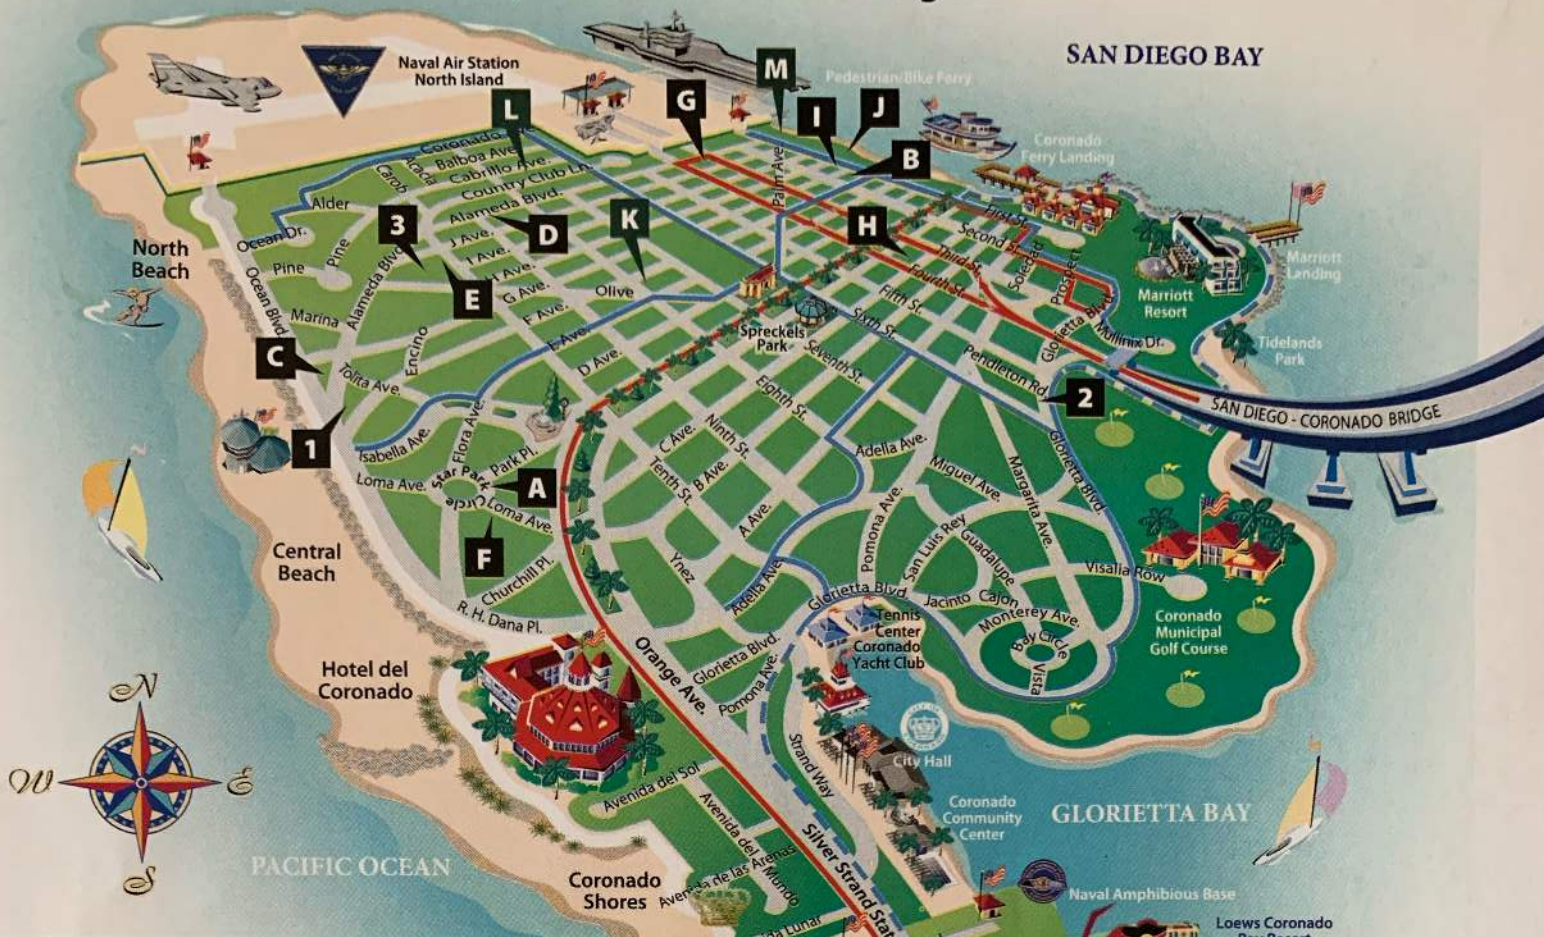 SAN DIEGO BAY
Naval Air Station
North Island
Pedestrian/Bike Ferry
M
G
I
J
L
B
Coronado
Ferry Landing
Coronado
Balboa Ave.
Acacia
Cabrillo Ave.
Carob
Country Club Ln.
Alameda Blvd.
Palm Ave.
Alder
3
D
K
H
First St.
Second St.
Third St.
Fourth St.
Soledad
Prospect
Ocean Dr.
J Ave.
I Ave.
H Ave.
G Ave.
F Ave.
E Ave.
D Ave.
North
Beach
Pine
Pine
Alameda Blvd.
E
Olive
Fifth St.
Sixth St.
Seventh St.
Glorietta Blvd.
Mullinix Dr.
Marriott
Resort
Marriott
Landing
Tidelands
Park
Ocean Blvd.
Marina
Encino
Spreckels
Park
Pendleton Rd.
2
C
Tolita Ave.
Eighth St.
SAN DIEGO - CORONADO BRIDGE
1
Isabella Ave.
Flora Ave.
Park Pl.
C Ave.
Ninth St.
Adella Ave.
Miguel Ave.
Margarita Ave.
Glorietta Blvd.
Loma Ave.
Star Park
Circle
A
Loma Ave.
Tenth St.
B Ave.
A Ave.
Pomona Ave.
San Luis Rey
Guadalupe
Central
Beach
F
Churchill Pl.
Ynez
Adella Ave.
Glorietta Blvd.
Jacinto
Cajon
Monterey Ave.
Visalia Row
R. H. Dana Pl.
Tennis
Center
Coronado
Yacht Club
Bay Circle
Vista
Coronado
Municipal
Golf Course
Hotel del
Coronado
Orange Ave.
Glorietta Blvd.
Pomona Ave.
N
W
E
S
City Hall
Strand Way
Avenida del Sol
Avenida del Mundo
Coronado
Community
Center
GLORIETTA BAY
PACIFIC OCEAN
Coronado
Shores
Avenida de las Arenas
Silver Strand
Lunar
Naval Amphibious Base
Loews Coronado